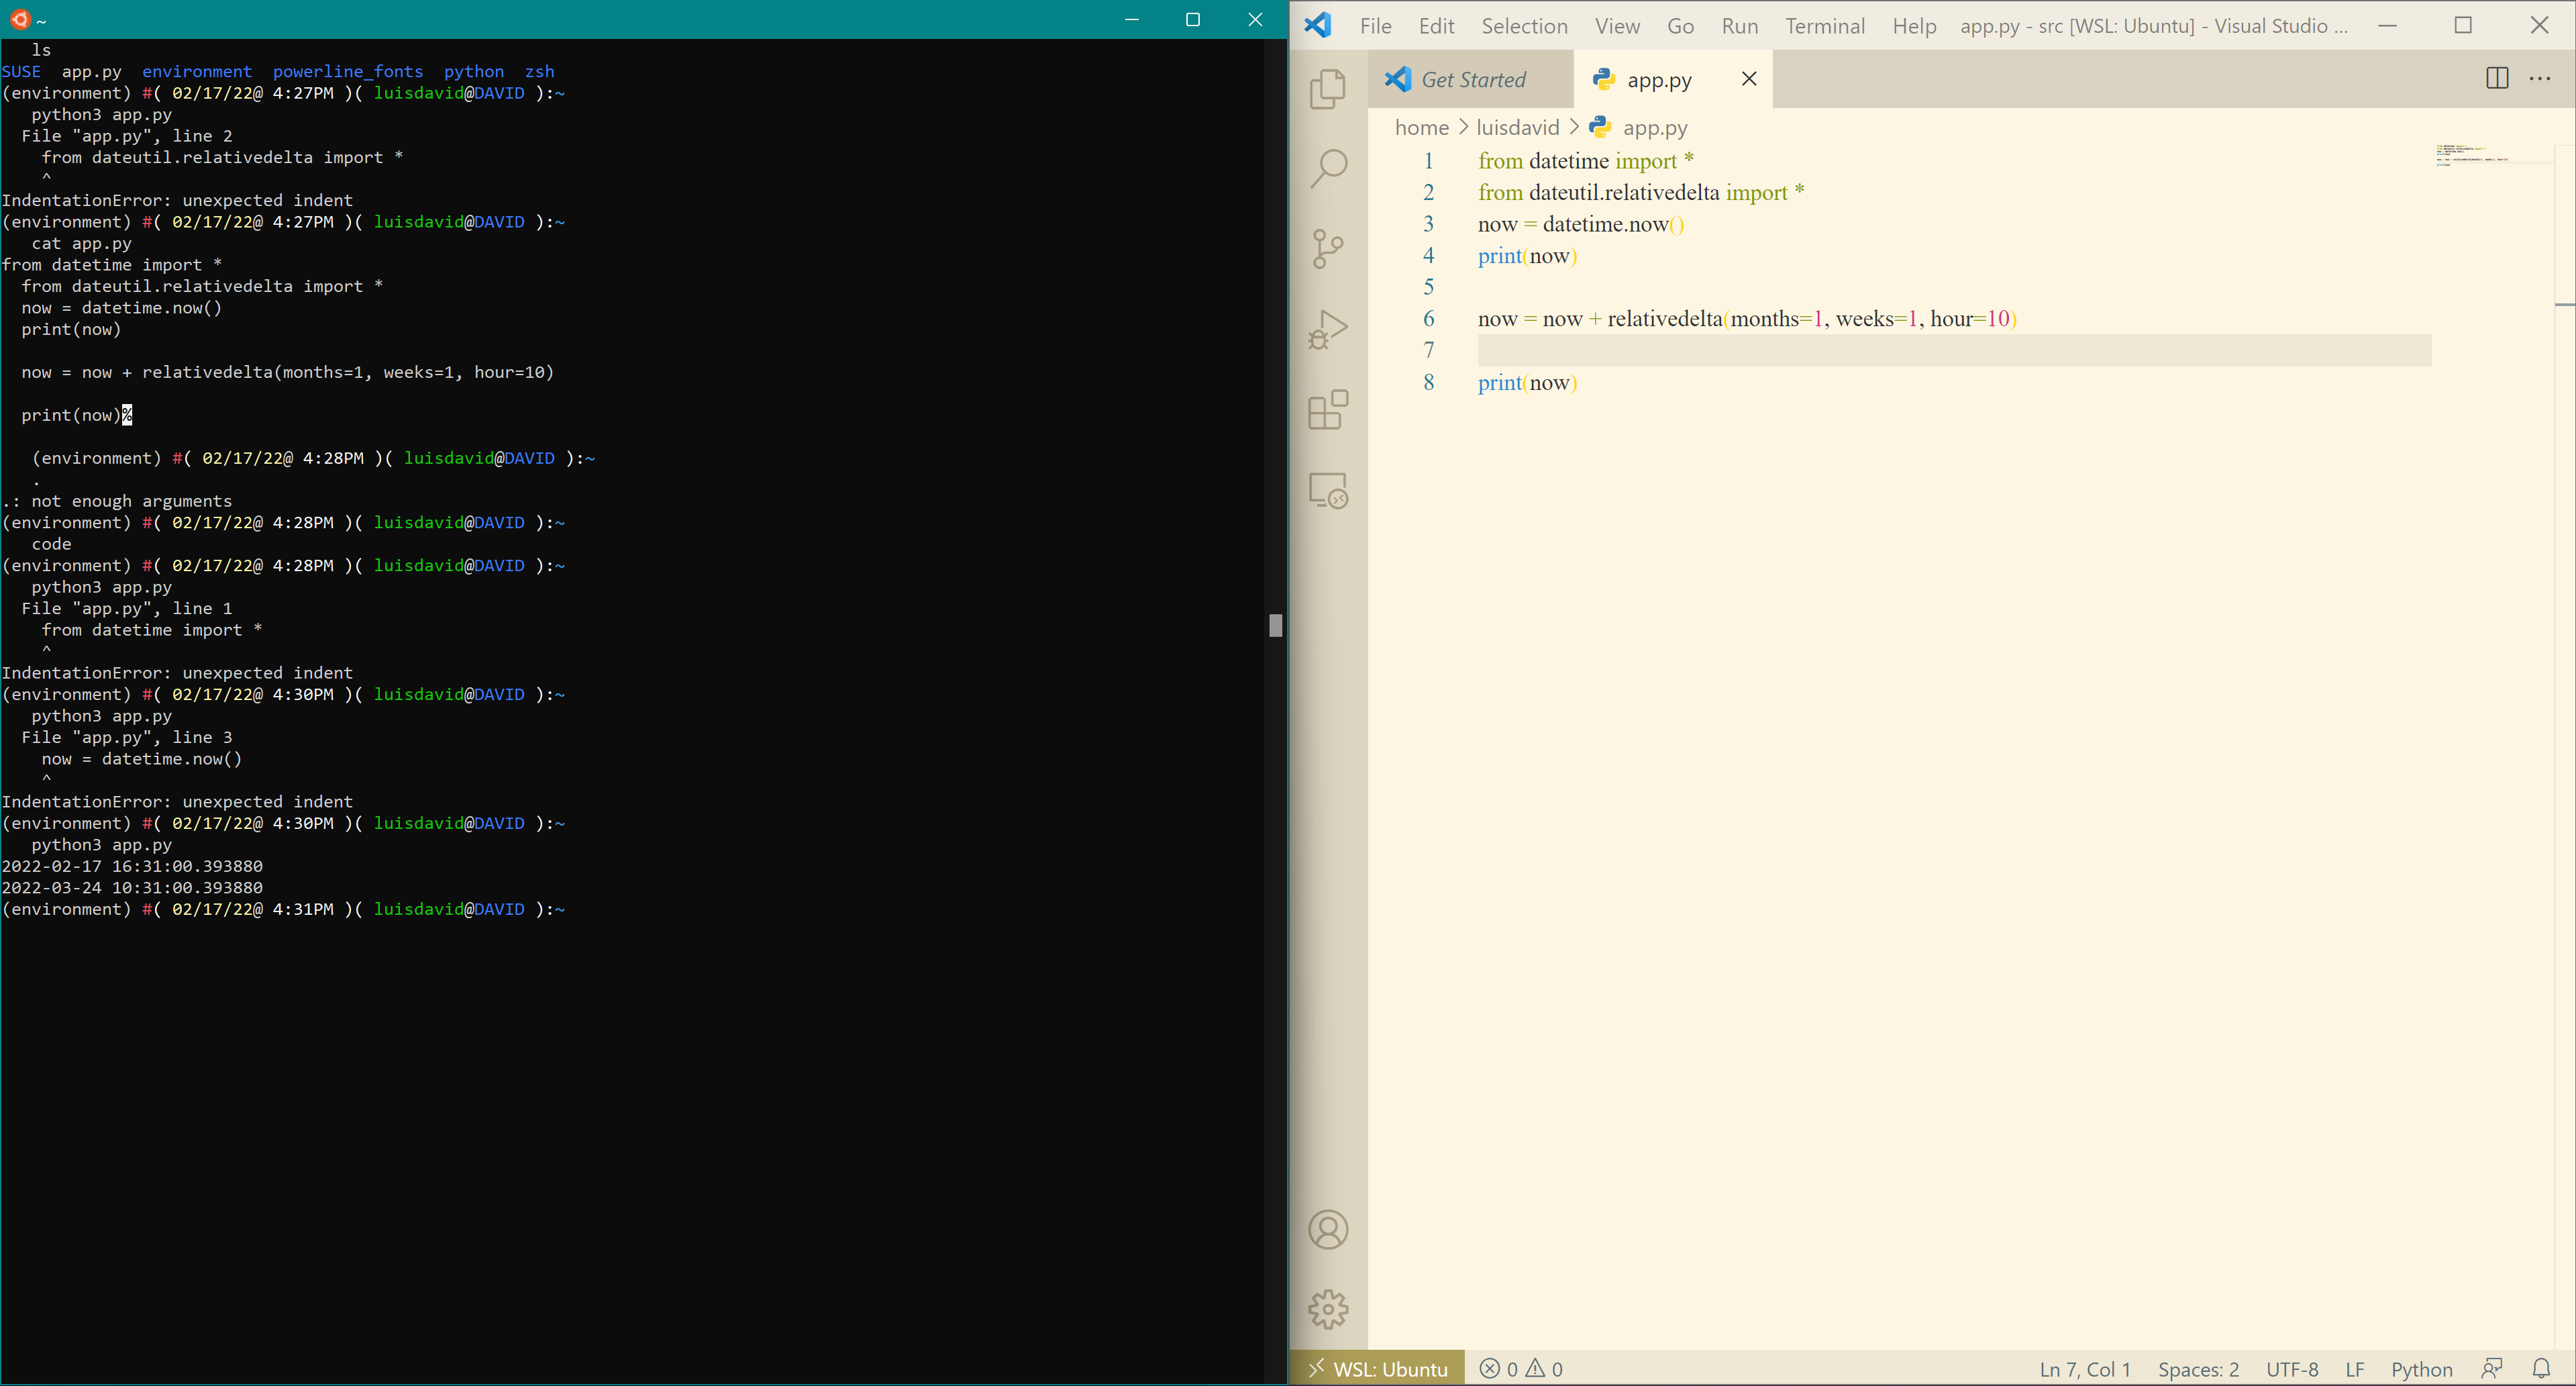 ~
ls
SUSE  app.py  environment  powerline_fonts  python  zsh
(environment) #( 02/17/22@ 4:27PM )( luisdavid@DAVID ):~
   python3 app.py
  File "app.py", line 2
    from dateutil.relativedelta import *
    ^
IndentationError: unexpected indent
(environment) #( 02/17/22@ 4:27PM )( luisdavid@DAVID ):~
   cat app.py
from datetime import *
  from dateutil.relativedelta import *
  now = datetime.now()
  print(now)
  now = now + relativedelta(months=1, weeks=1, hour=10)
  print(now)%
   (environment) #( 02/17/22@ 4:28PM )( luisdavid@DAVID ):~
   .
.: not enough arguments
(environment) #( 02/17/22@ 4:28PM )( luisdavid@DAVID ):~
   code
(environment) #( 02/17/22@ 4:28PM )( luisdavid@DAVID ):~
   python3 app.py
  File "app.py", line 1
    from datetime import *
    ^
IndentationError: unexpected indent
(environment) #( 02/17/22@ 4:30PM )( luisdavid@DAVID ):~
   python3 app.py
  File "app.py", line 3
    now = datetime.now()
    ^
IndentationError: unexpected indent
(environment) #( 02/17/22@ 4:30PM )( luisdavid@DAVID ):~
   python3 app.py
2022-02-17 16:31:00.393880
2022-03-24 10:31:00.393880
(environment) #( 02/17/22@ 4:31PM )( luisdavid@DAVID ):~
File Edit Selection View Go Run Terminal Help app.py - src [WSL: Ubuntu] - Visual Studio ...
Get Started app.py
home > luisdavid > app.py
1 from datetime import *
2 from dateutil.relativedelta import *
3 now = datetime.now()
4 print(now)
5
6 now = now + relativedelta(months=1, weeks=1, hour=10)
7
8 print(now)
WSL: Ubuntu 0 0 Ln 7, Col 1 Spaces: 2 UTF-8 LF Python